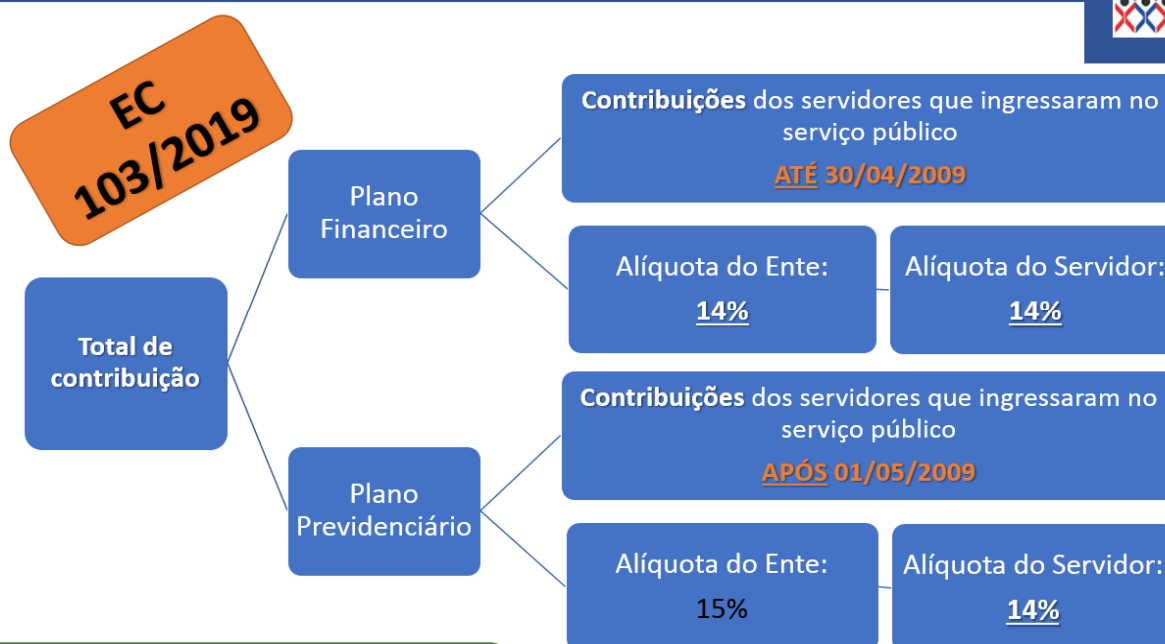 EC
103/2019
Total de
contribuição
Plano
Financeiro
Contribuições dos servidores que ingressaram no
serviço público
ATÉ 30/04/2009
Alíquota do Ente:
14%
Alíquota do Servidor:
14%
Plano
Previdenciário
Contribuições dos servidores que ingressaram no
serviço público
APÓS 01/05/2009
Alíquota do Ente:
15%
Alíquota do Servidor:
14%